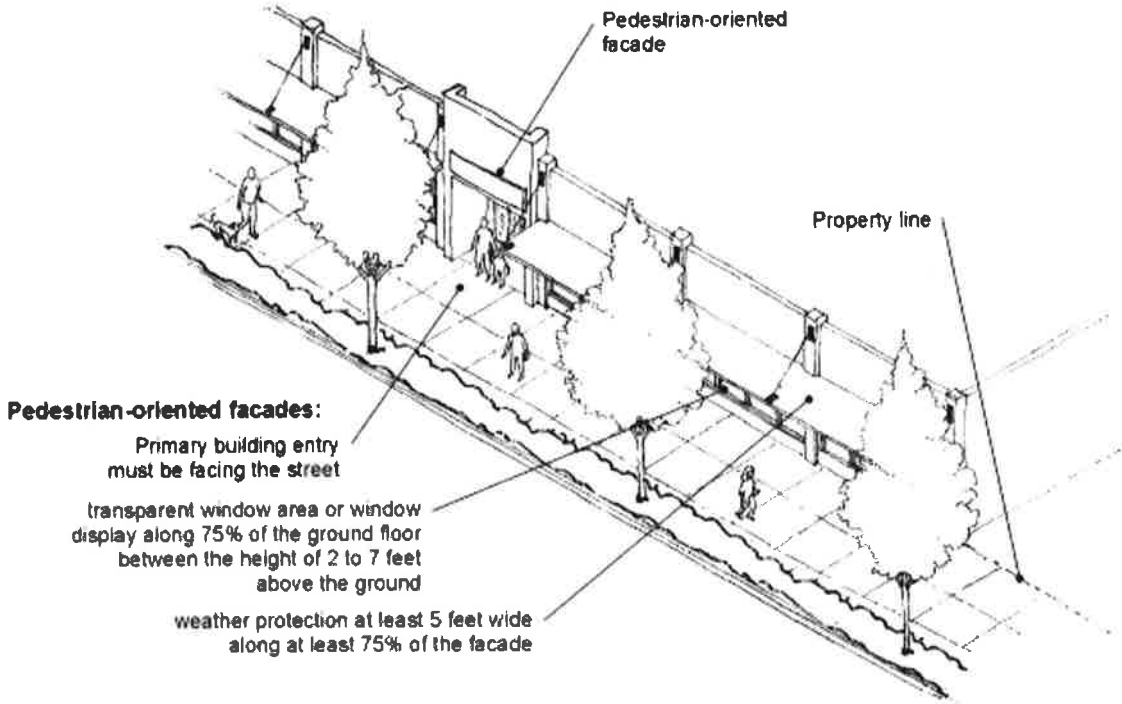 Pedestrian-oriented
facade
Property line
Pedestrian-oriented facades:
Primary building entry
must be facing the street
transparent window area or window
display along 75% of the ground floor
between the height of 2 to 7 feet
above the ground
weather protection at least 5 feet wide
along at least 75% of the facade